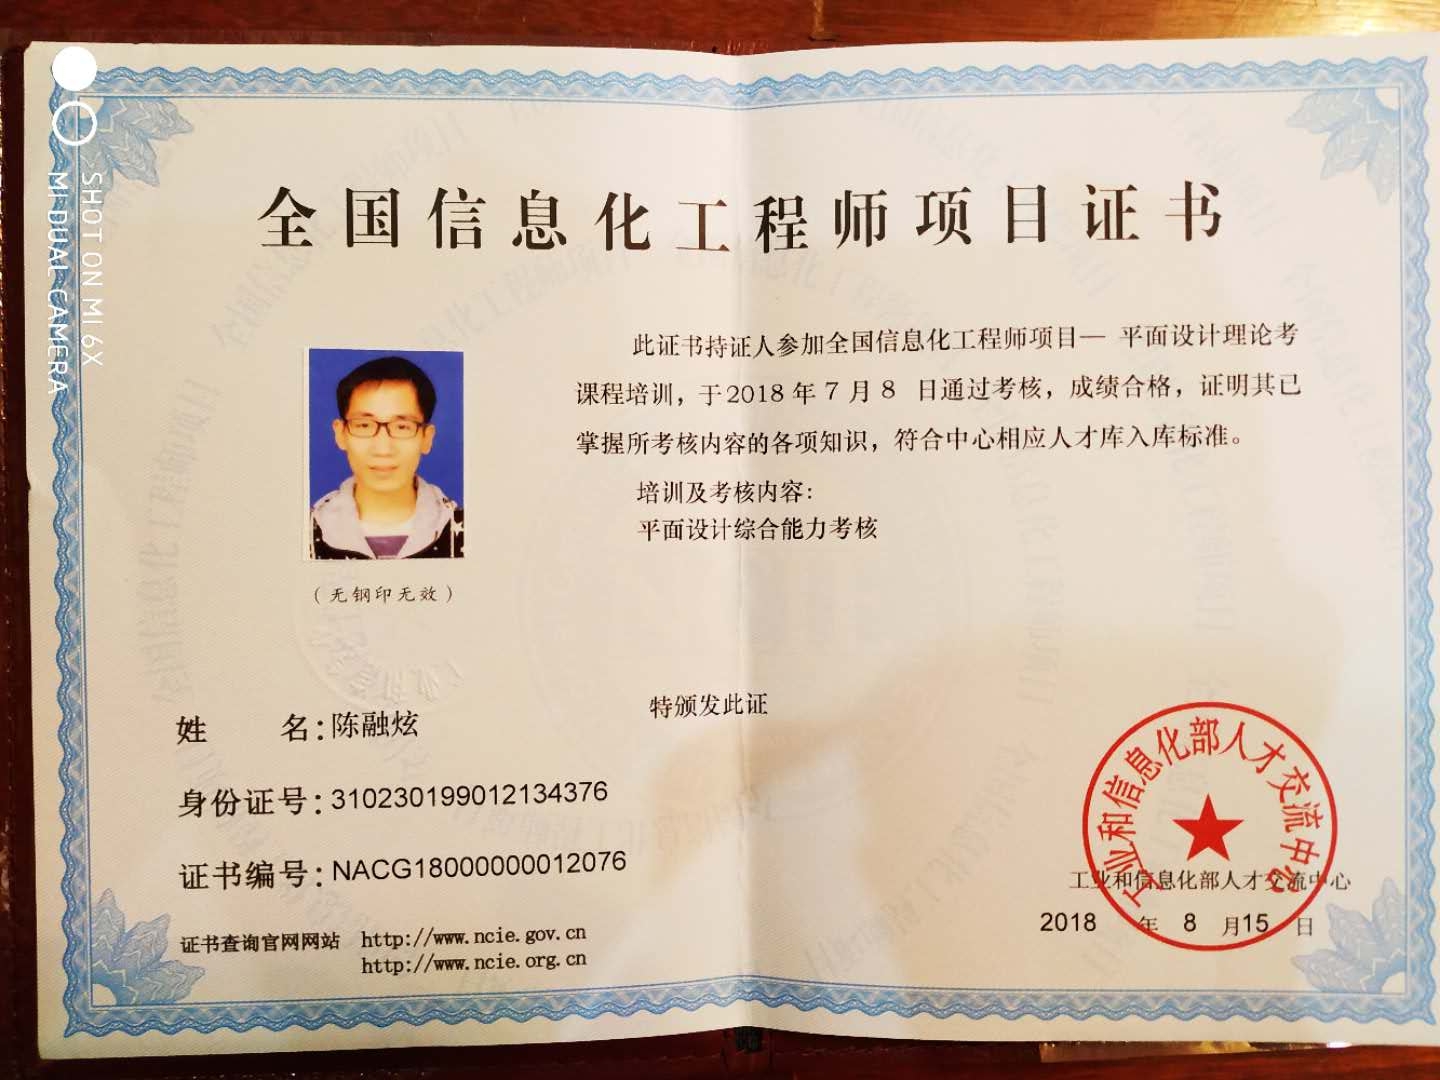 SHOT ON MI 6X
MI DUAL CAMERA
全国信息化工程师项目证书
此证书持证人参加全国信息化工程师项目— 平面设计理论考
课程培训，于2018 年 7 月 8 日通过考核，成绩合格，证明其已
掌握所考核内容的各项知识，符合中心相应人才库入库标准。
培训及考核内容：
平面设计综合能力考核
（无钢印无效）
特颁发此证
姓 名：陈融炫
身份证号：310230199012134376
证书编号：NACG18000000012076
证书查询官网网站 http://www.ncie.gov.cn
http://www.ncie.org.cn
工业和信息化部人才交流中心
工业和信息化部人才交流中心
2018 年 8 月15 日